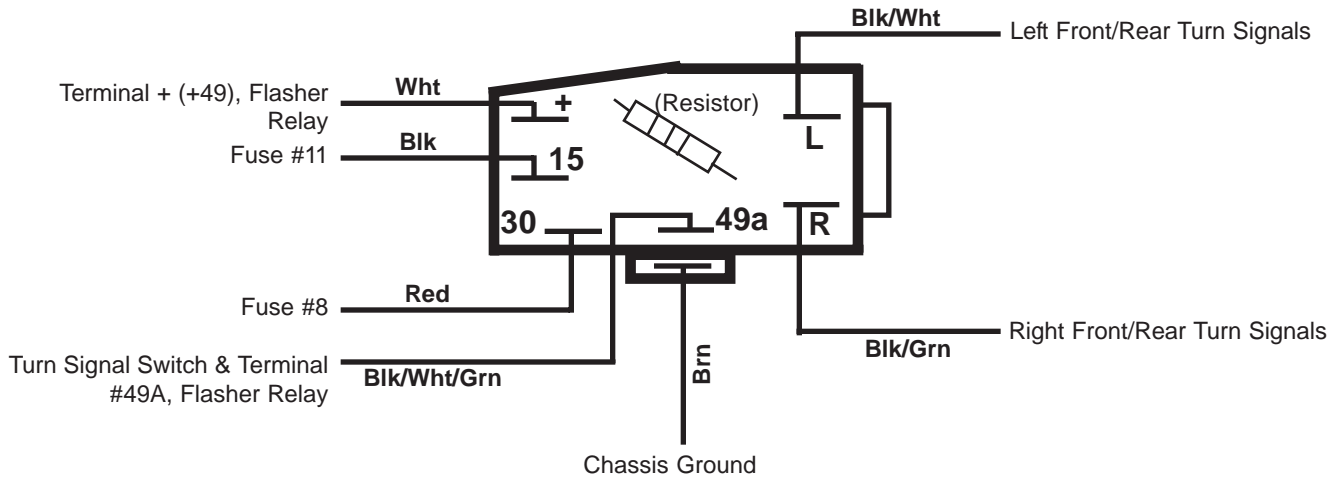 Blk/Wht
Left Front/Rear Turn Signals
Terminal + (+49), Flasher
Relay
Wht
+
(Resistor)
L
Fuse #11
Blk
15
30
49a
R
Fuse #8
Red
Right Front/Rear Turn Signals
Blk/Grn
Turn Signal Switch & Terminal
#49A, Flasher Relay
Blk/Wht/Grn
Brn
Chassis Ground